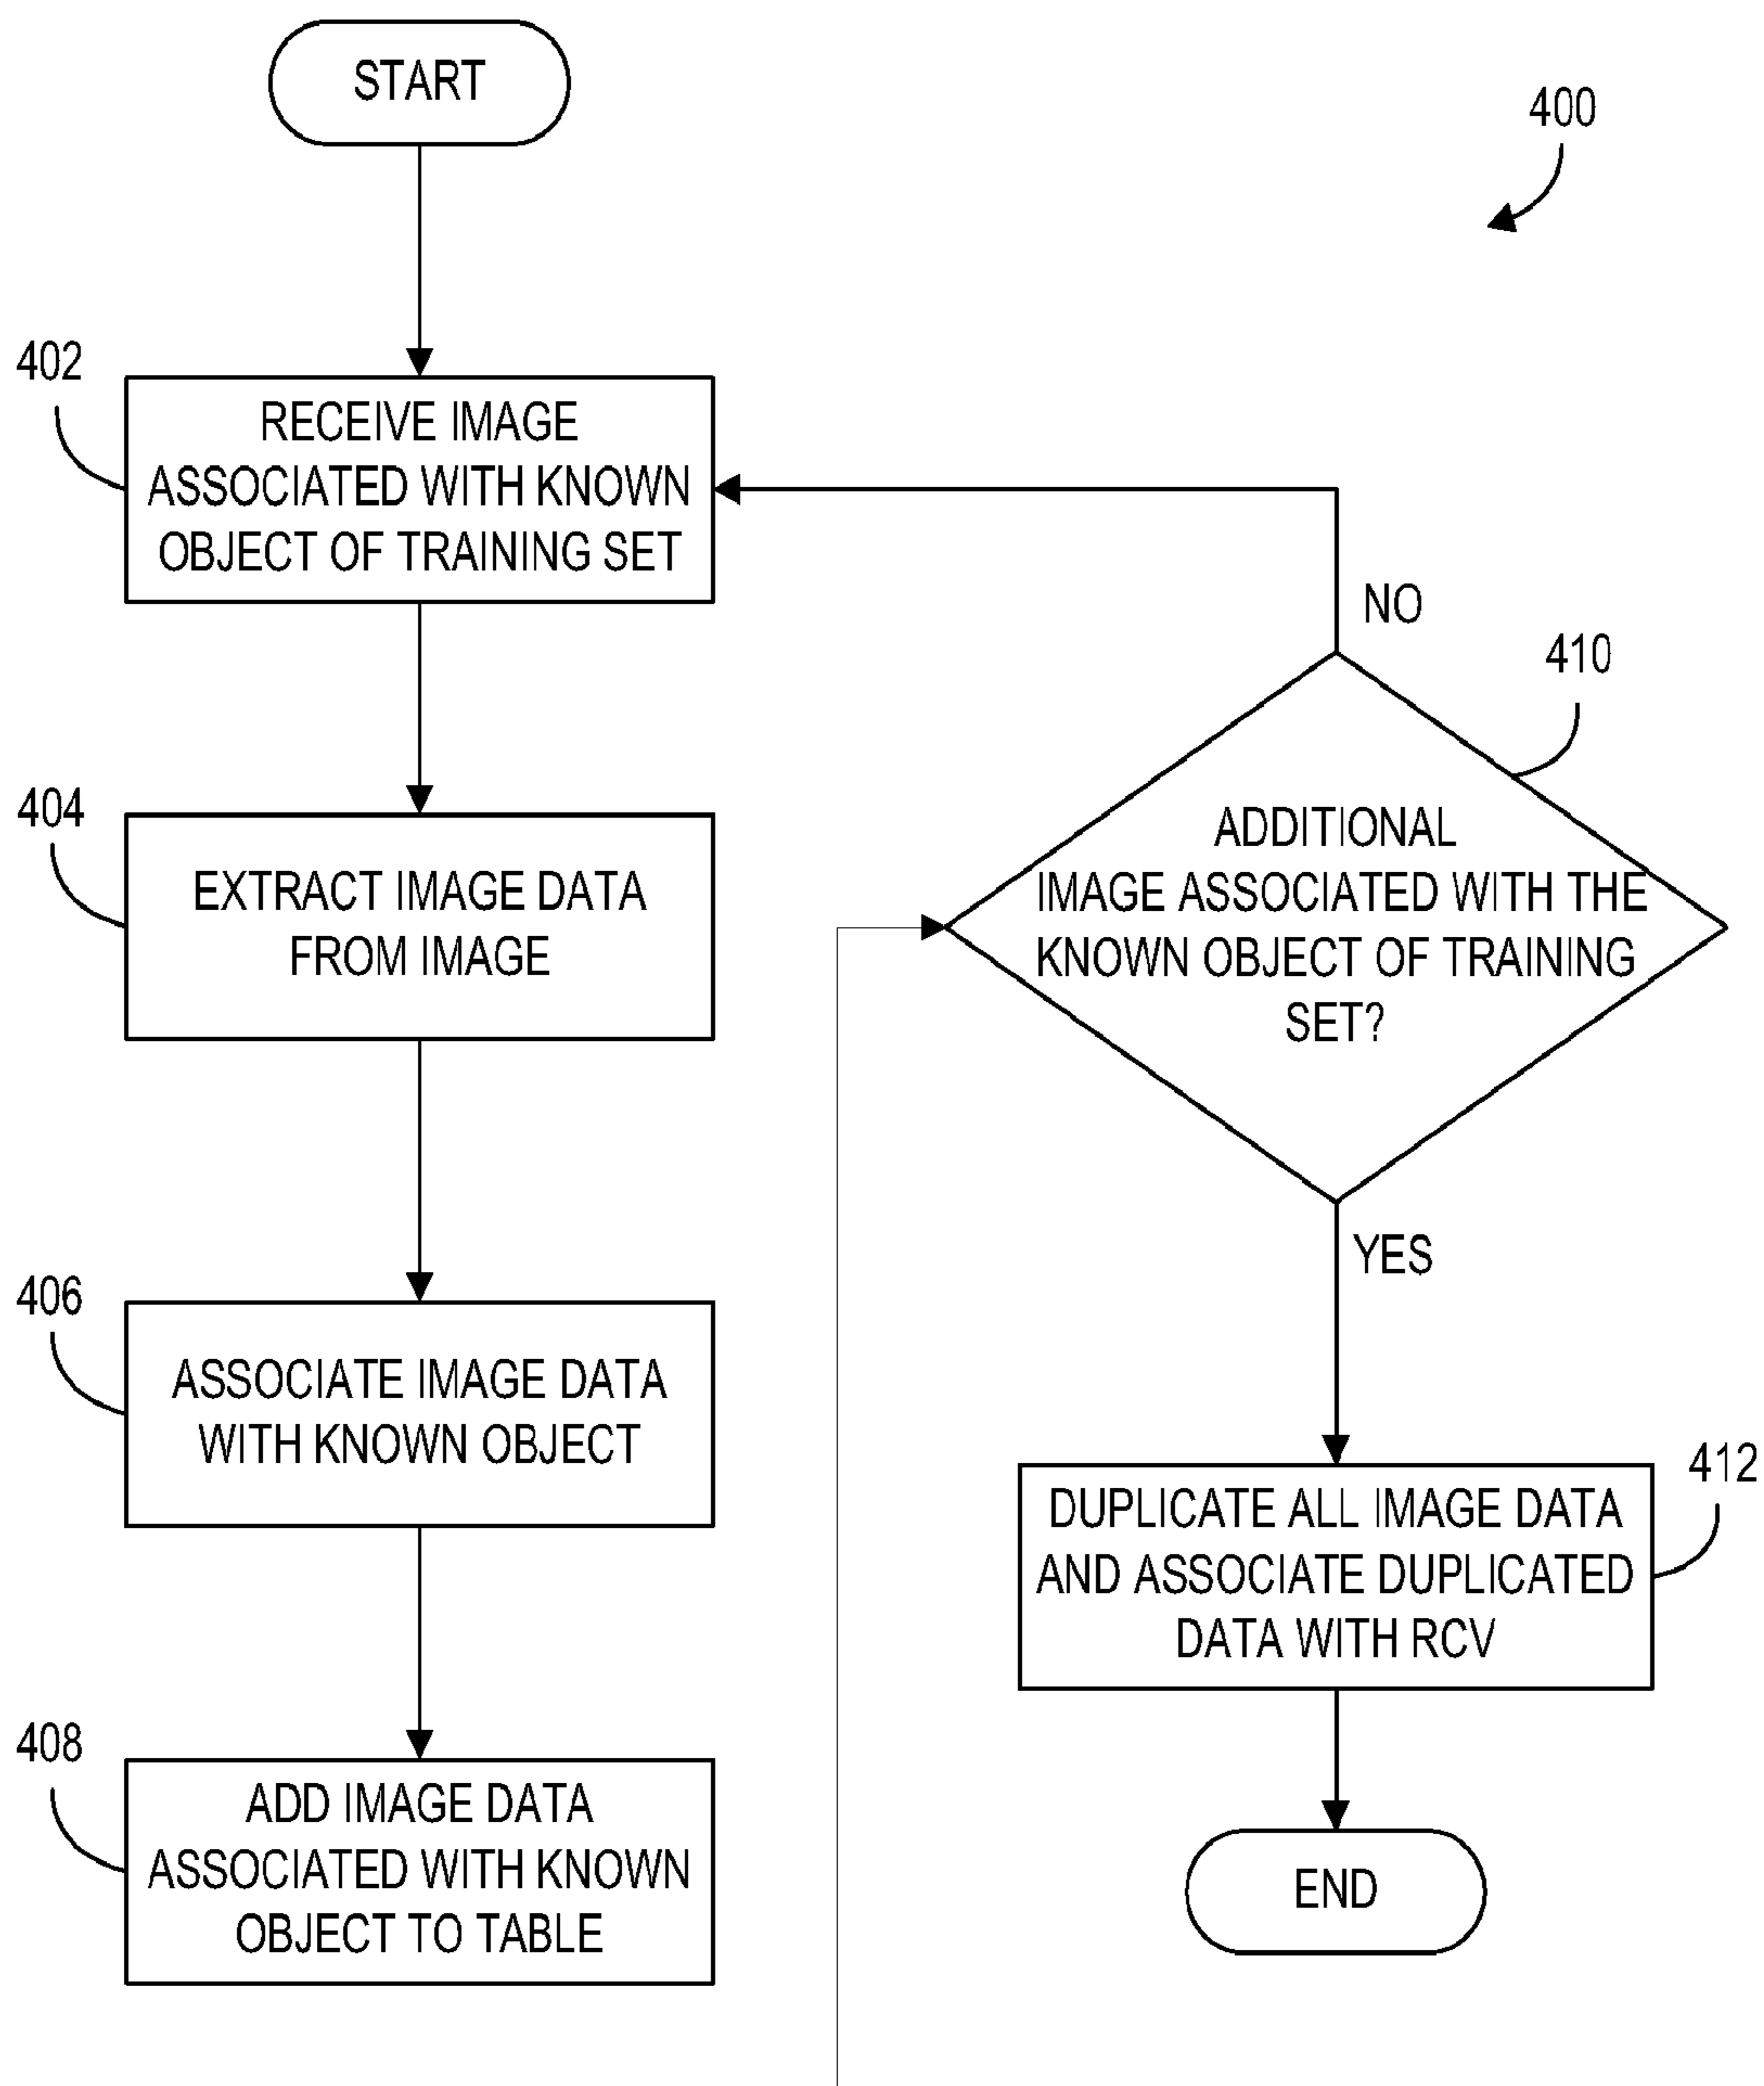 START
400
402
RECEIVE IMAGE
ASSOCIATED WITH KNOWN
OBJECT OF TRAINING SET
NO
410
404
EXTRACT IMAGE DATA
FROM IMAGE
ADDITIONAL
IMAGE ASSOCIATED WITH THE
KNOWN OBJECT OF TRAINING
SET?
YES
406
ASSOCIATE IMAGE DATA
WITH KNOWN OBJECT
412
DUPLICATE ALL IMAGE DATA
AND ASSOCIATE DUPLICATED
DATA WITH RCV
408
ADD IMAGE DATA
ASSOCIATED WITH KNOWN
OBJECT TO TABLE
END